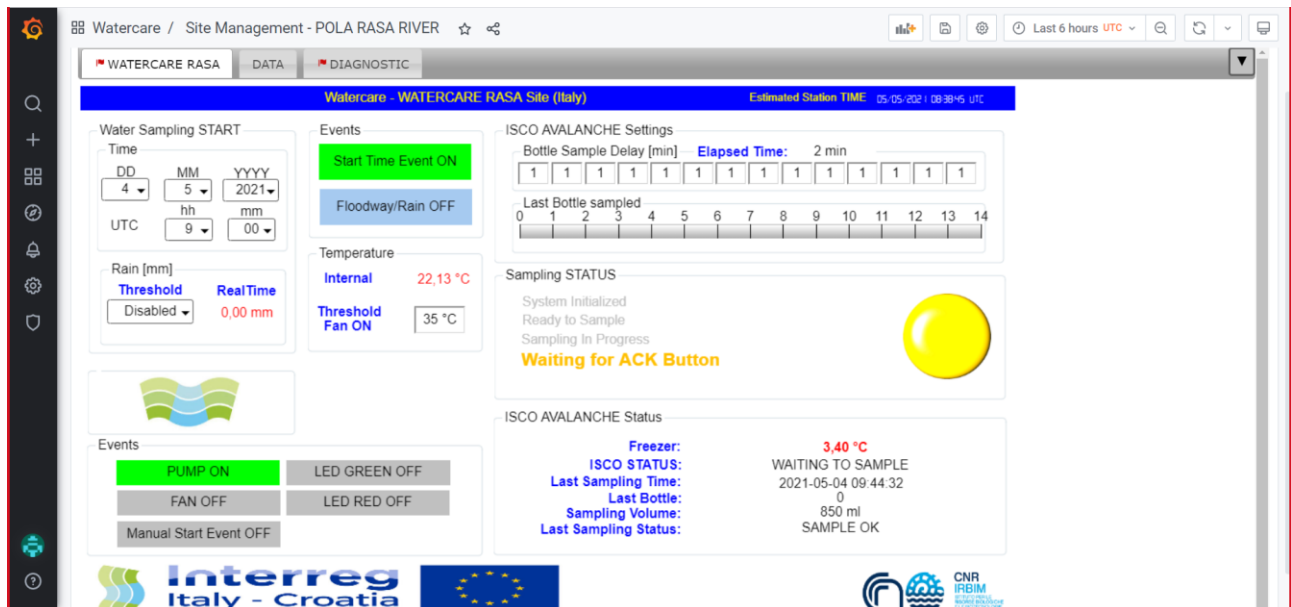 Watercare / Site Management - POLA RASA RIVER
Last 6 hours UTC
WATERCARE RASA DATA DIAGNOSTIC
Watercare - WATERCARE RASA Site (Italy) Estimated Station TIME 05/05/2021 08:38:45 UTC
Water Sampling START
Time
DD MM YYYY
4 5 2021
hh mm
UTC 9 00
Rain [mm]
Threshold RealTime
Disabled 0,00 mm
Events
Start Time Event ON
Floodway/Rain OFF
Temperature
Internal 22,13 °C
Threshold
Fan ON 35 °C
ISCO AVALANCHE Settings
Bottle Sample Delay [min] Elapsed Time: 2 min
1 1 1 1 1 1 1 1 1 1 1 1 1 1
Last Bottle sampled
0 1 2 3 4 5 6 7 8 9 10 11 12 13 14
Sampling STATUS
System Initialized
Ready to Sample
Sampling In Progress
Waiting for ACK Button
Events
PUMP ON LED GREEN OFF
FAN OFF LED RED OFF
Manual Start Event OFF
ISCO AVALANCHE Status
Freezer: 3,40 °C
ISCO STATUS: WAITING TO SAMPLE
Last Sampling Time: 2021-05-04 09:44:32
Last Bottle: 0
Sampling Volume: 850 ml
Last Sampling Status: SAMPLE OK
Interreg
Italy - Croatia
CNR
IRBIM